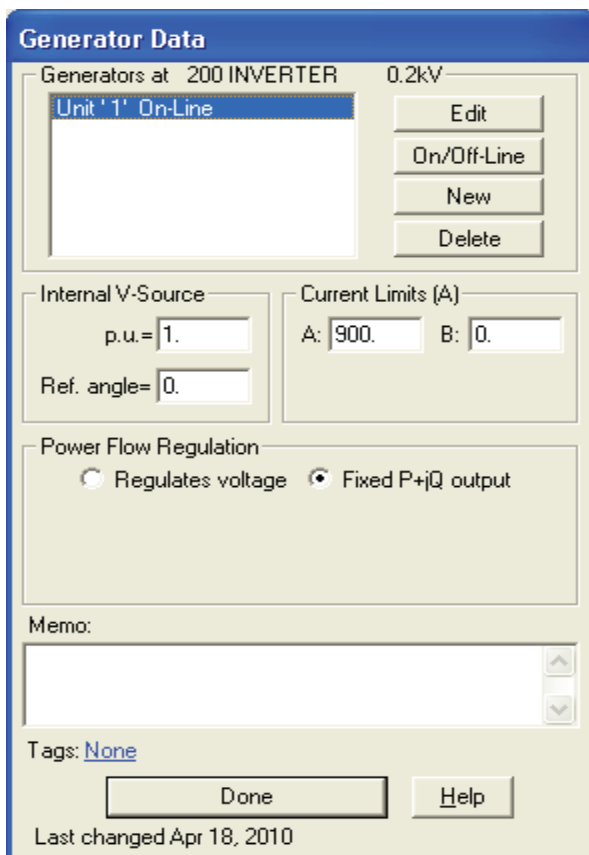 Generator Data
Generators at 200 INVERTER 0.2kV
Unit '1' On-Line
Edit
On/Off-Line
New
Delete
Internal V-Source
p.u.= 1.
Ref. angle= 0.
Current Limits (A)
A: 900. B: 0.
Power Flow Regulation
Regulates voltage Fixed P+jQ output
Memo:
Tags: None
Done Help
Last changed Apr 18, 2010